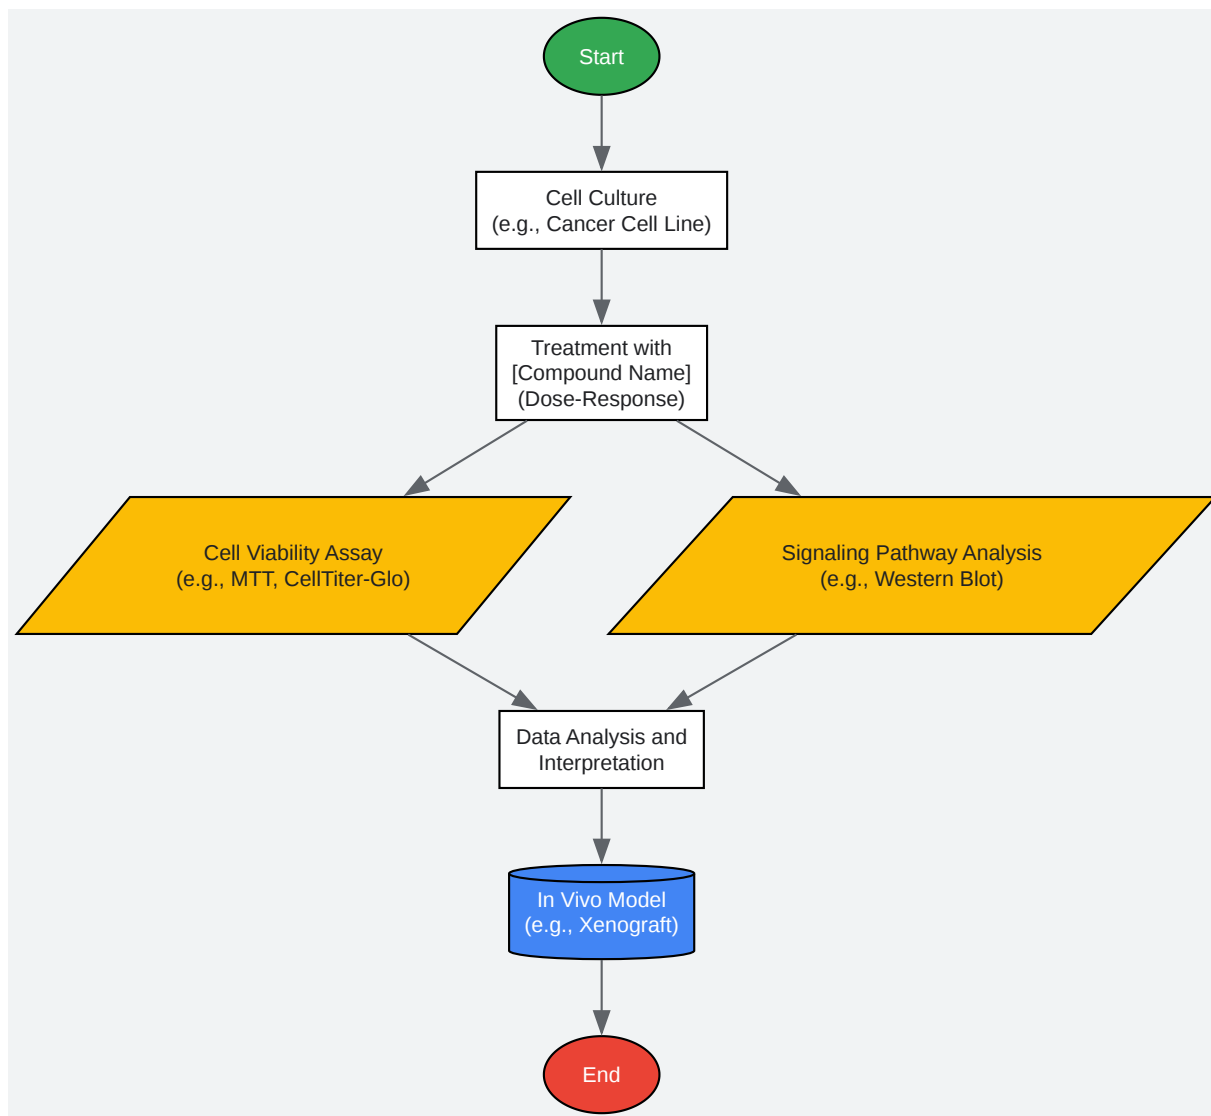 Start
Cell Culture
(e.g., Cancer Cell Line)
Treatment with
[Compound Name]
(Dose-Response)
Cell Viability Assay
(e.g., MTT, CellTiter-Glo)
Signaling Pathway Analysis
(e.g., Western Blot)
Data Analysis and
Interpretation
In Vivo Model
(e.g., Xenograft)
End